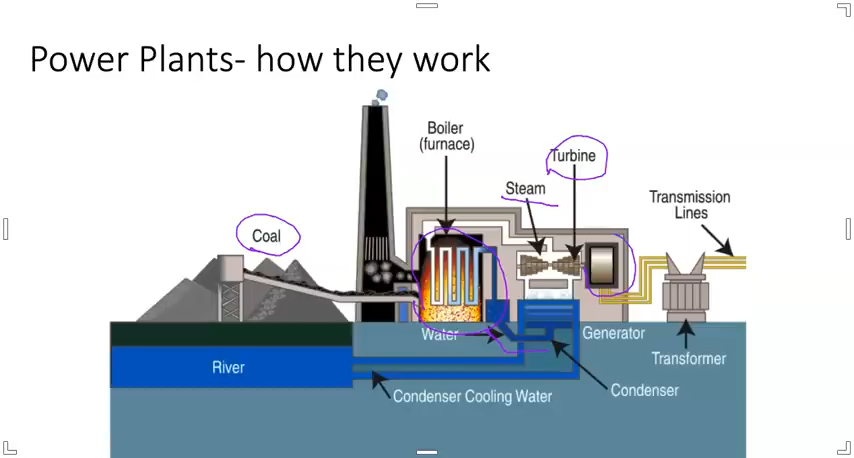 Power Plants- how they work
Boiler
(furnace)
Turbine
Steam
Transmission
Lines
Coal
Water
Generator
Transformer
River
Condenser
Condenser Cooling Water